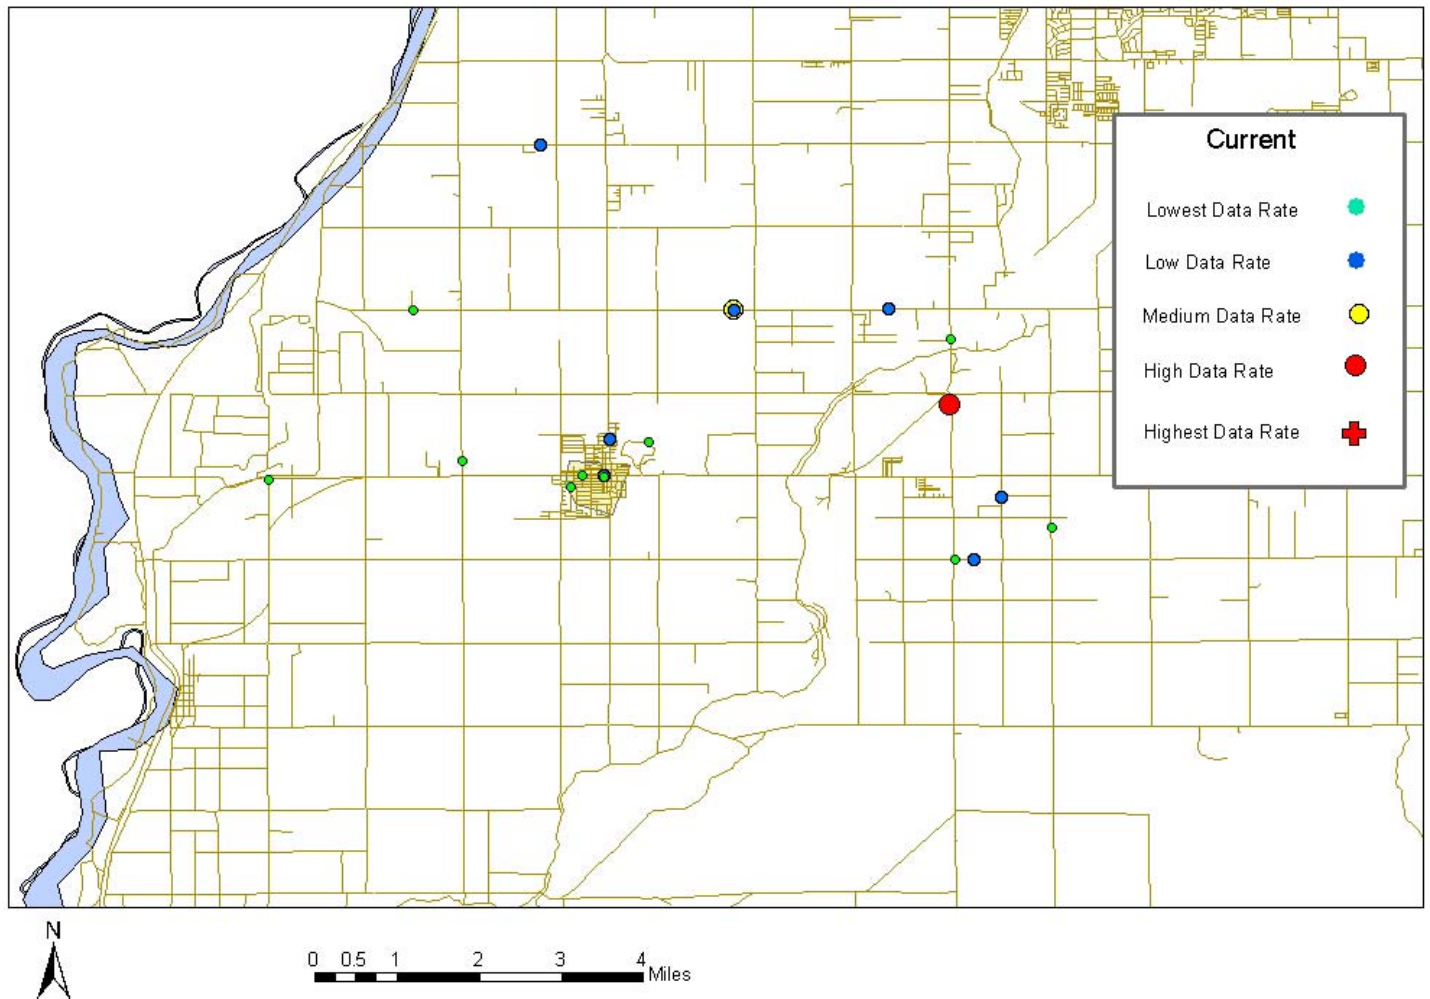 Current
Lowest Data Rate
Low Data Rate
Medium Data Rate
High Data Rate
Highest Data Rate
N
0 0.5 1 2 3 4
Miles